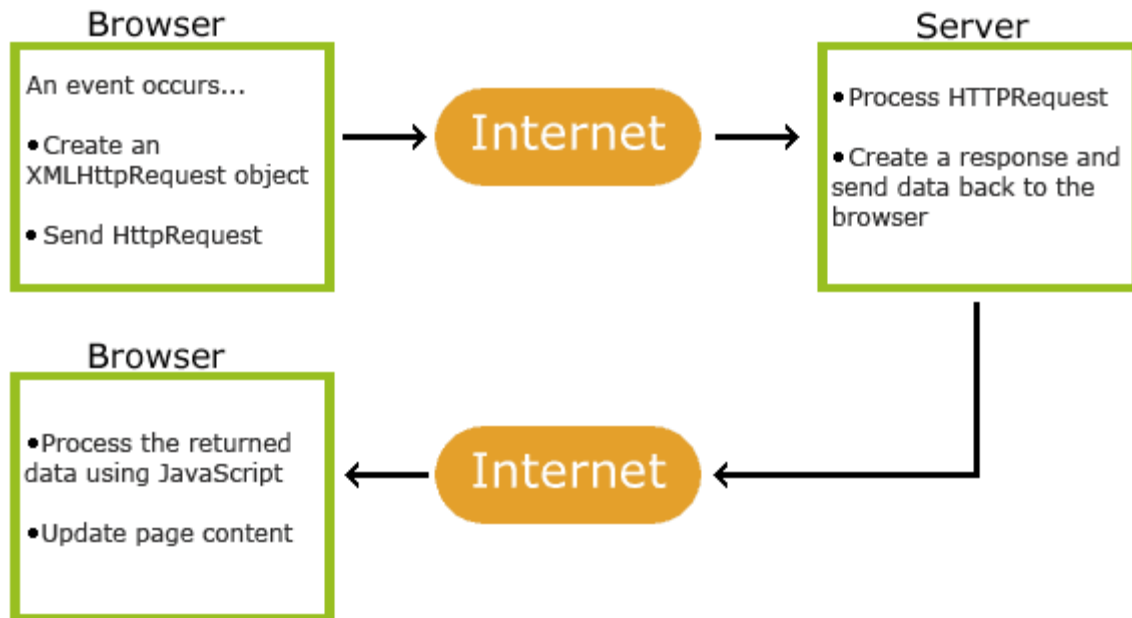 Browser
An event occurs...
•Create an
XMLHttpRequest object
•Send HttpRequest
Internet
Server
•Process HTTPRequest
•Create a response and
send data back to the
browser
Browser
•Process the returned
data using JavaScript
•Update page content
Internet